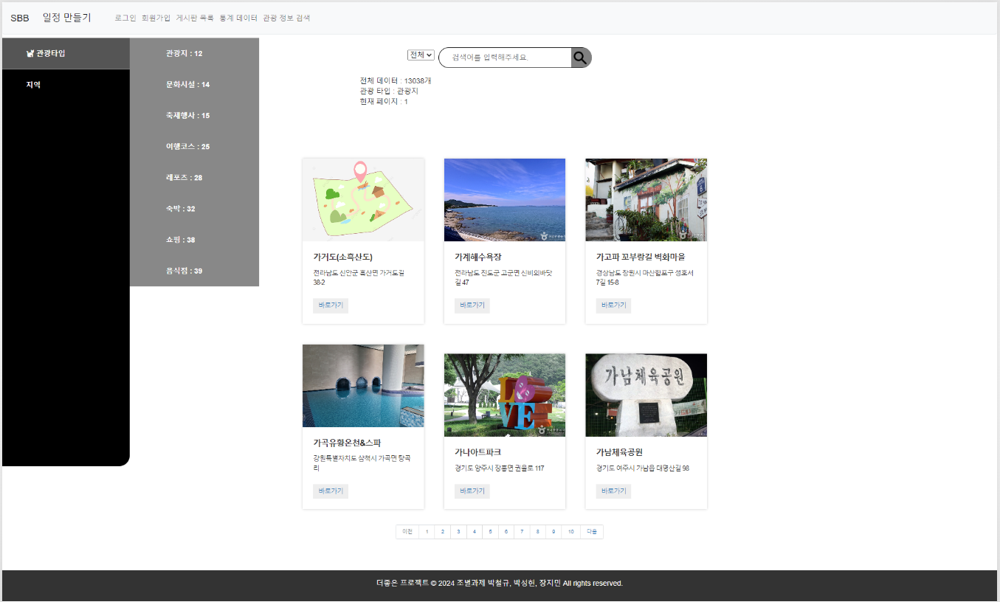 SBB 일정 만들기 로그인 회원가입 게시판 목록 통계 데이터 관광 정보 검색
관광타입
지역
관광지 : 12
문화시설 : 14
축제행사 : 15
여행코스 : 25
레포츠 : 28
숙박 : 32
쇼핑 : 38
음식점 : 39
전체 검색어를 입력해주세요.
전체 데이터 : 13038개
관광 타입 : 관광지
현재 페이지 : 1
가거도(소흑산도)
전라남도 신안군 흑산면 가거도길
38-2
바로가기
가계해수욕장
전라남도 진도군 고군면 신비의바닷
길 47
바로가기
가고파 꼬부랑길 벽화마을
경상남도 창원시 마산합포구 성호서
7길 15-8
바로가기
가곡유황온천&스파
강원특별자치도 삼척시 가곡면 탕곡
리
바로가기
LOVE
가나아트파크
경기도 양주시 장흥면 권율로 117
바로가기
가남체육공원
가남체육공원
경기도 여주시 가남읍 대명산길 98
바로가기
이전 1 2 3 4 5 6 7 8 9 10 다음
더좋은 프로젝트 © 2024 조별과제 박철규, 박성현, 장지민 All rights reserved.